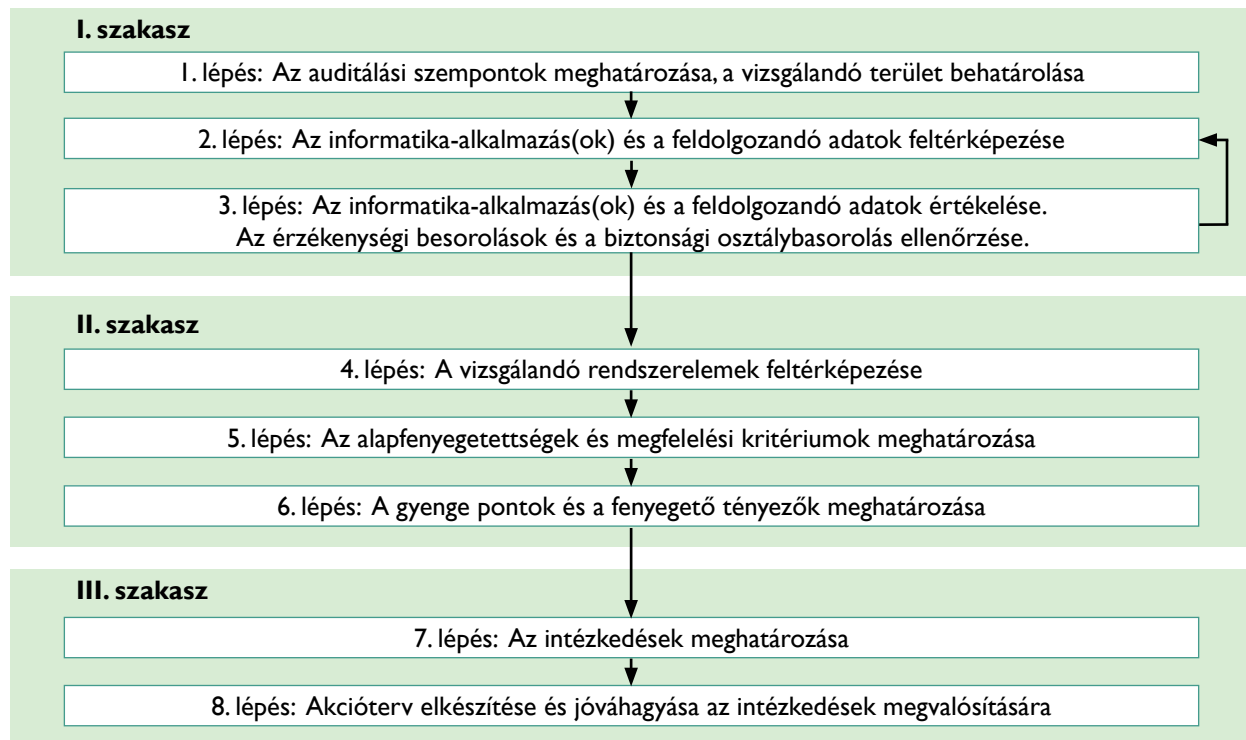 I. szakasz
1. lépés: Az auditálási szempontok meghatározása, a vizsgálandó terület behatárolása
2. lépés: Az informatika-alkalmazás(ok) és a feldolgozandó adatok feltérképezése
3. lépés: Az informatika-alkalmazás(ok) és a feldolgozandó adatok értékelése.
Az érzékenységi besorolások és a biztonsági osztálybasorolás ellenőrzése.
II. szakasz
4. lépés: A vizsgálandó rendszerelemek feltérképezése
5. lépés: Az alapfenyegetettségek és megfelelési kritériumok meghatározása
6. lépés: A gyenge pontok és a fenyegető tényezők meghatározása
III. szakasz
7. lépés: Az intézkedések meghatározása
8. lépés: Akcióterv elkészítése és jóváhagyása az intézkedések megvalósítására